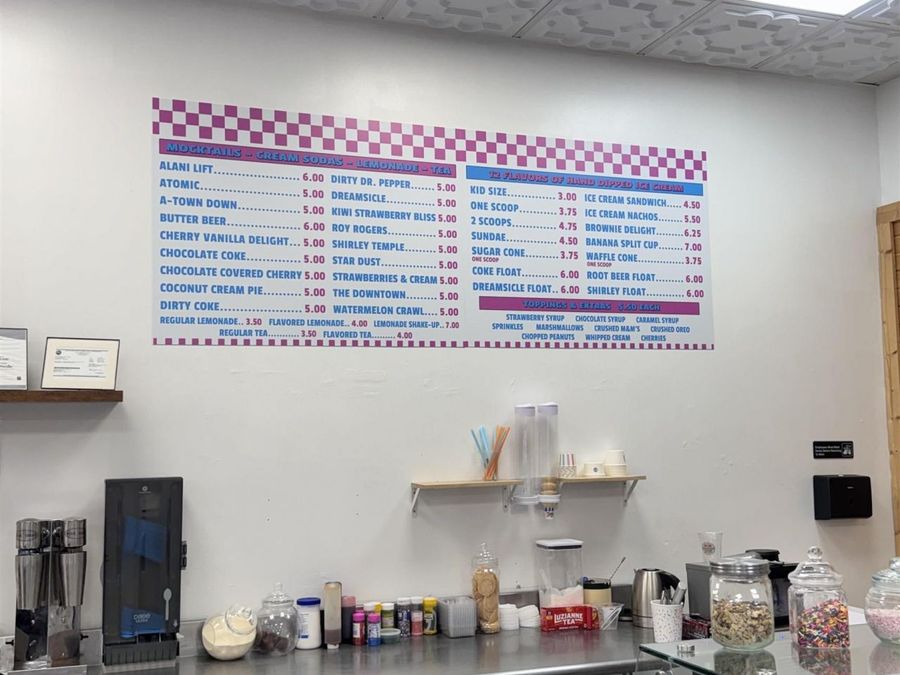 MOCKTAILS - CREAM SODAS - LEMONADE - TEA
ALANI LIFT 6.00
ATOMIC 5.00
A-TOWN DOWN 5.00
BUTTER BEER 6.00
CHERRY VANILLA DELIGHT 5.00
CHOCOLATE COKE 5.00
CHOCOLATE COVERED CHERRY 5.00
COCONUT CREAM PIE 5.00
DIRTY COKE 5.00
DIRTY DR. PEPPER 5.00
DREAMSICLE 5.00
KIWI STRAWBERRY BLISS 5.00
ROY ROGERS 5.00
SHIRLEY TEMPLE 5.00
STAR DUST 5.00
STRAWBERRIES & CREAM 5.00
THE DOWNTOWN 5.00
WATERMELON CRAWL 5.00
REGULAR LEMONADE.. 3.50 FLAVORED LEMONADE.. 4.00 LEMONADE SHAKE-UP.. 7.00
REGULAR TEA 3.50 FLAVORED TEA 4.00
12 FLAVORS OF HAND DIPPED ICE CREAM
KID SIZE 3.00
ONE SCOOP 3.75
2 SCOOPS 4.75
SUNDAE 4.50
SUGAR CONE 3.75
ONE SCOOP
COKE FLOAT 6.00
DREAMSICLE FLOAT.. 6.00
ICE CREAM SANDWICH 4.50
ICE CREAM NACHOS 5.50
BROWNIE DELIGHT 6.25
BANANA SPLIT CUP 7.00
WAFFLE CONE 3.75
ONE SCOOP
ROOT BEER FLOAT 6.00
SHIRLEY FLOAT 6.00
TOPPINGS & EXTRAS $.50 EACH
STRAWBERRY SYRUP CHOCOLATE SYRUP CARAMEL SYRUP
SPRINKLES MARSHMALLOWS CRUSHED M&M'S CRUSHED OREO
CHOPPED PEANUTS WHIPPED CREAM CHERRIES
LUZIANNE
TEA